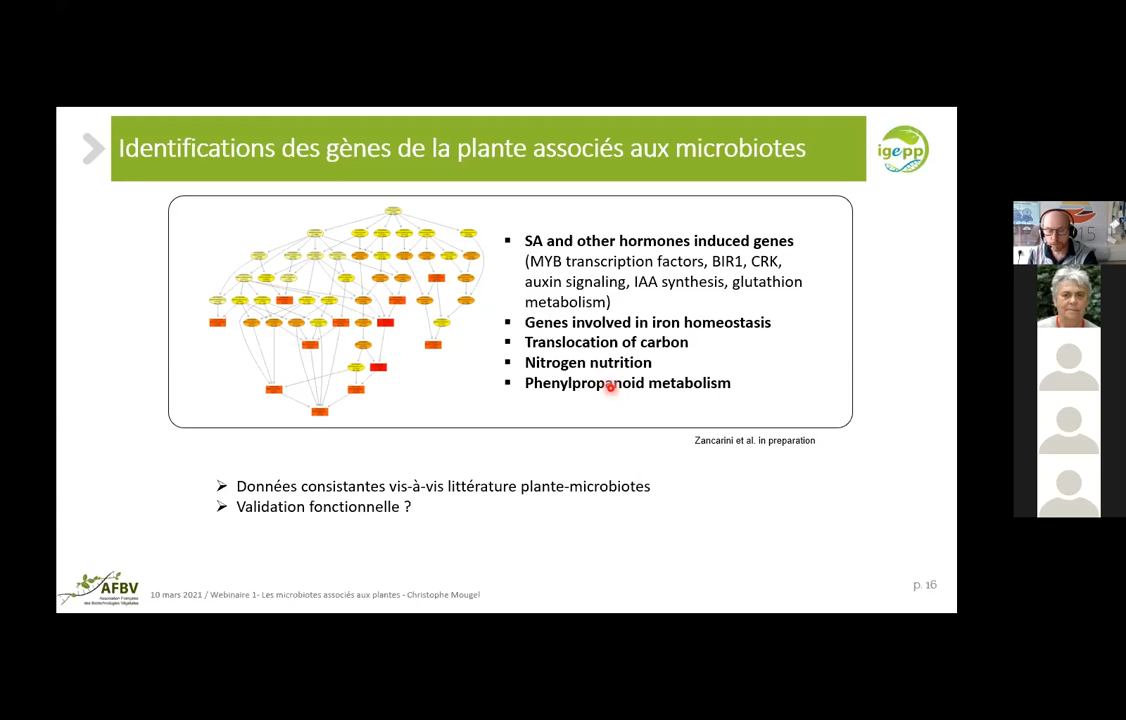 Identifications des gènes de la plante associés aux microbiotes
igepp
SA and other hormones induced genes
(MYB transcription factors, BIR1, CRK,
auxin signaling, IAA synthesis, glutathion
metabolism)
Genes involved in iron homeostasis
Translocation of carbon
Nitrogen nutrition
Phenylpropanoid metabolism
Zancarini et al. in preparation
Données consistantes vis-à-vis littérature plante-microbiotes
Validation fonctionnelle ?
AFBV
Association Française
des Biotechnologies Végétales
10 mars 2021 / Webinaire 1- Les microbiotes associés aux plantes - Christophe Mougel
p. 16
15